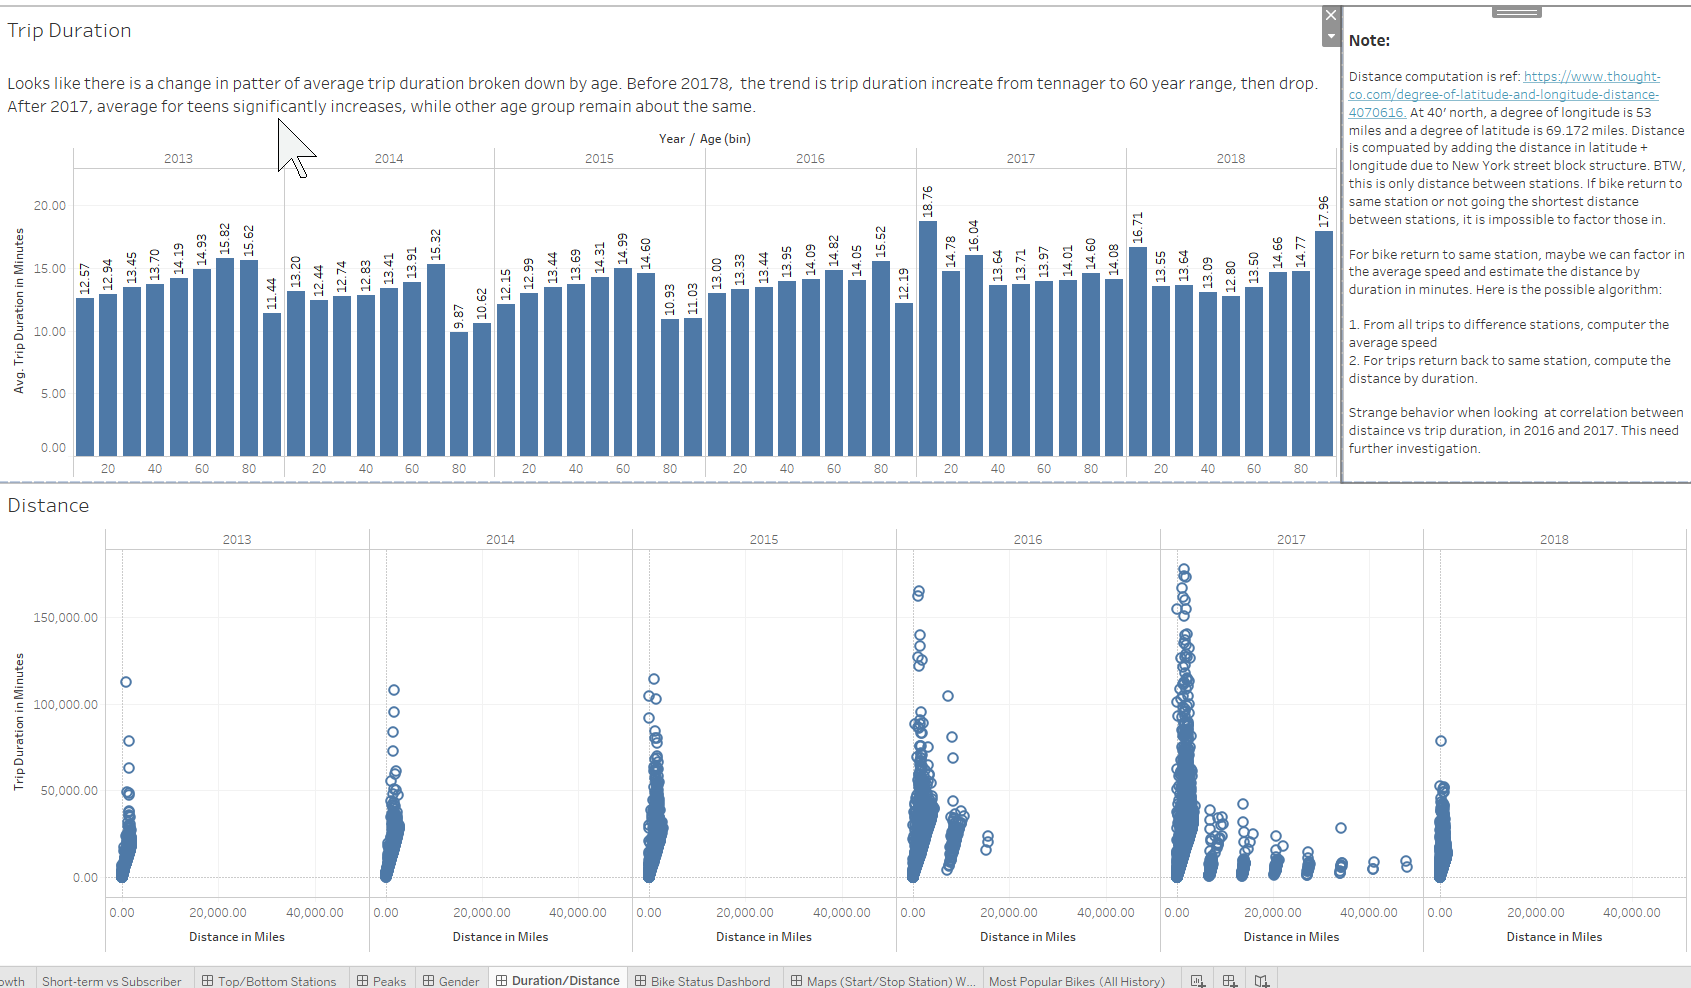 Trip Duration
Looks like there is a change in patter of average trip duration broken down by age. Before 20178,  the trend is trip duration increate from tennager to 60 year range, then drop.
After 2017, average for teens significantly increases, while other age group remain about the same.
Year / Age (bin)
2013 2014 2015 2016 2017 2018
Avg. Trip Duration in Minutes
20.00
15.00
10.00
5.00
0.00
12.57 12.94 13.45 13.70 14.19 14.93 15.82 15.62 11.44 13.20 12.44 12.74 12.83 13.41 13.91 15.32 9.87 10.62 12.15 12.99 13.44 13.69 14.31 14.99 14.60 10.93 11.03 13.00 13.33 13.44 13.95 14.09 14.82 14.05 15.52 12.19 18.76 14.78 16.04 13.64 13.71 13.97 14.01 14.60 14.08 16.71 13.55 13.64 13.09 12.80 13.50 14.66 14.77 17.96
20 40 60 80 20 40 60 80 20 40 60 80 20 40 60 80 20 40 60 80 20 40 60 80
Note:
Distance computation is ref: https://www.thought-
co.com/degree-of-latitude-and-longitude-distance-
4070616. At 40’ north, a degree of longitude is 53
miles and a degree of latitude is 69.172 miles. Distance
is compuated by adding the distance in latitude +
longitude due to New York street block structure. BTW,
this is only distance between stations. If bike return to
same station or not going the shortest distance
between stations, it is impossible to factor those in.
For bike return to same station, maybe we can factor in
the average speed and estimate the distance by
duration in minutes. Here is the possible algorithm:
1. From all trips to difference stations, computer the
average speed
2. For trips return back to same station, compute the
distance by duration.
Strange behavior when looking  at correlation between
distaince vs trip duration, in 2016 and 2017. This need
further investigation.
Distance
2013 2014 2015 2016 2017 2018
Trip Duration in Minutes
150,000.00
100,000.00
50,000.00
0.00
0.00 20,000.00 40,000.00 0.00 20,000.00 40,000.00 0.00 20,000.00 40,000.00 0.00 20,000.00 40,000.00 0.00 20,000.00 40,000.00 0.00 20,000.00 40,000.00
Distance in Miles Distance in Miles Distance in Miles Distance in Miles Distance in Miles Distance in Miles
owth Short-term vs Subscriber Top/Bottom Stations Peaks Gender Duration/Distance Bike Status Dashbord Maps (Start/Stop Station) W... Most Popular Bikes (All History)